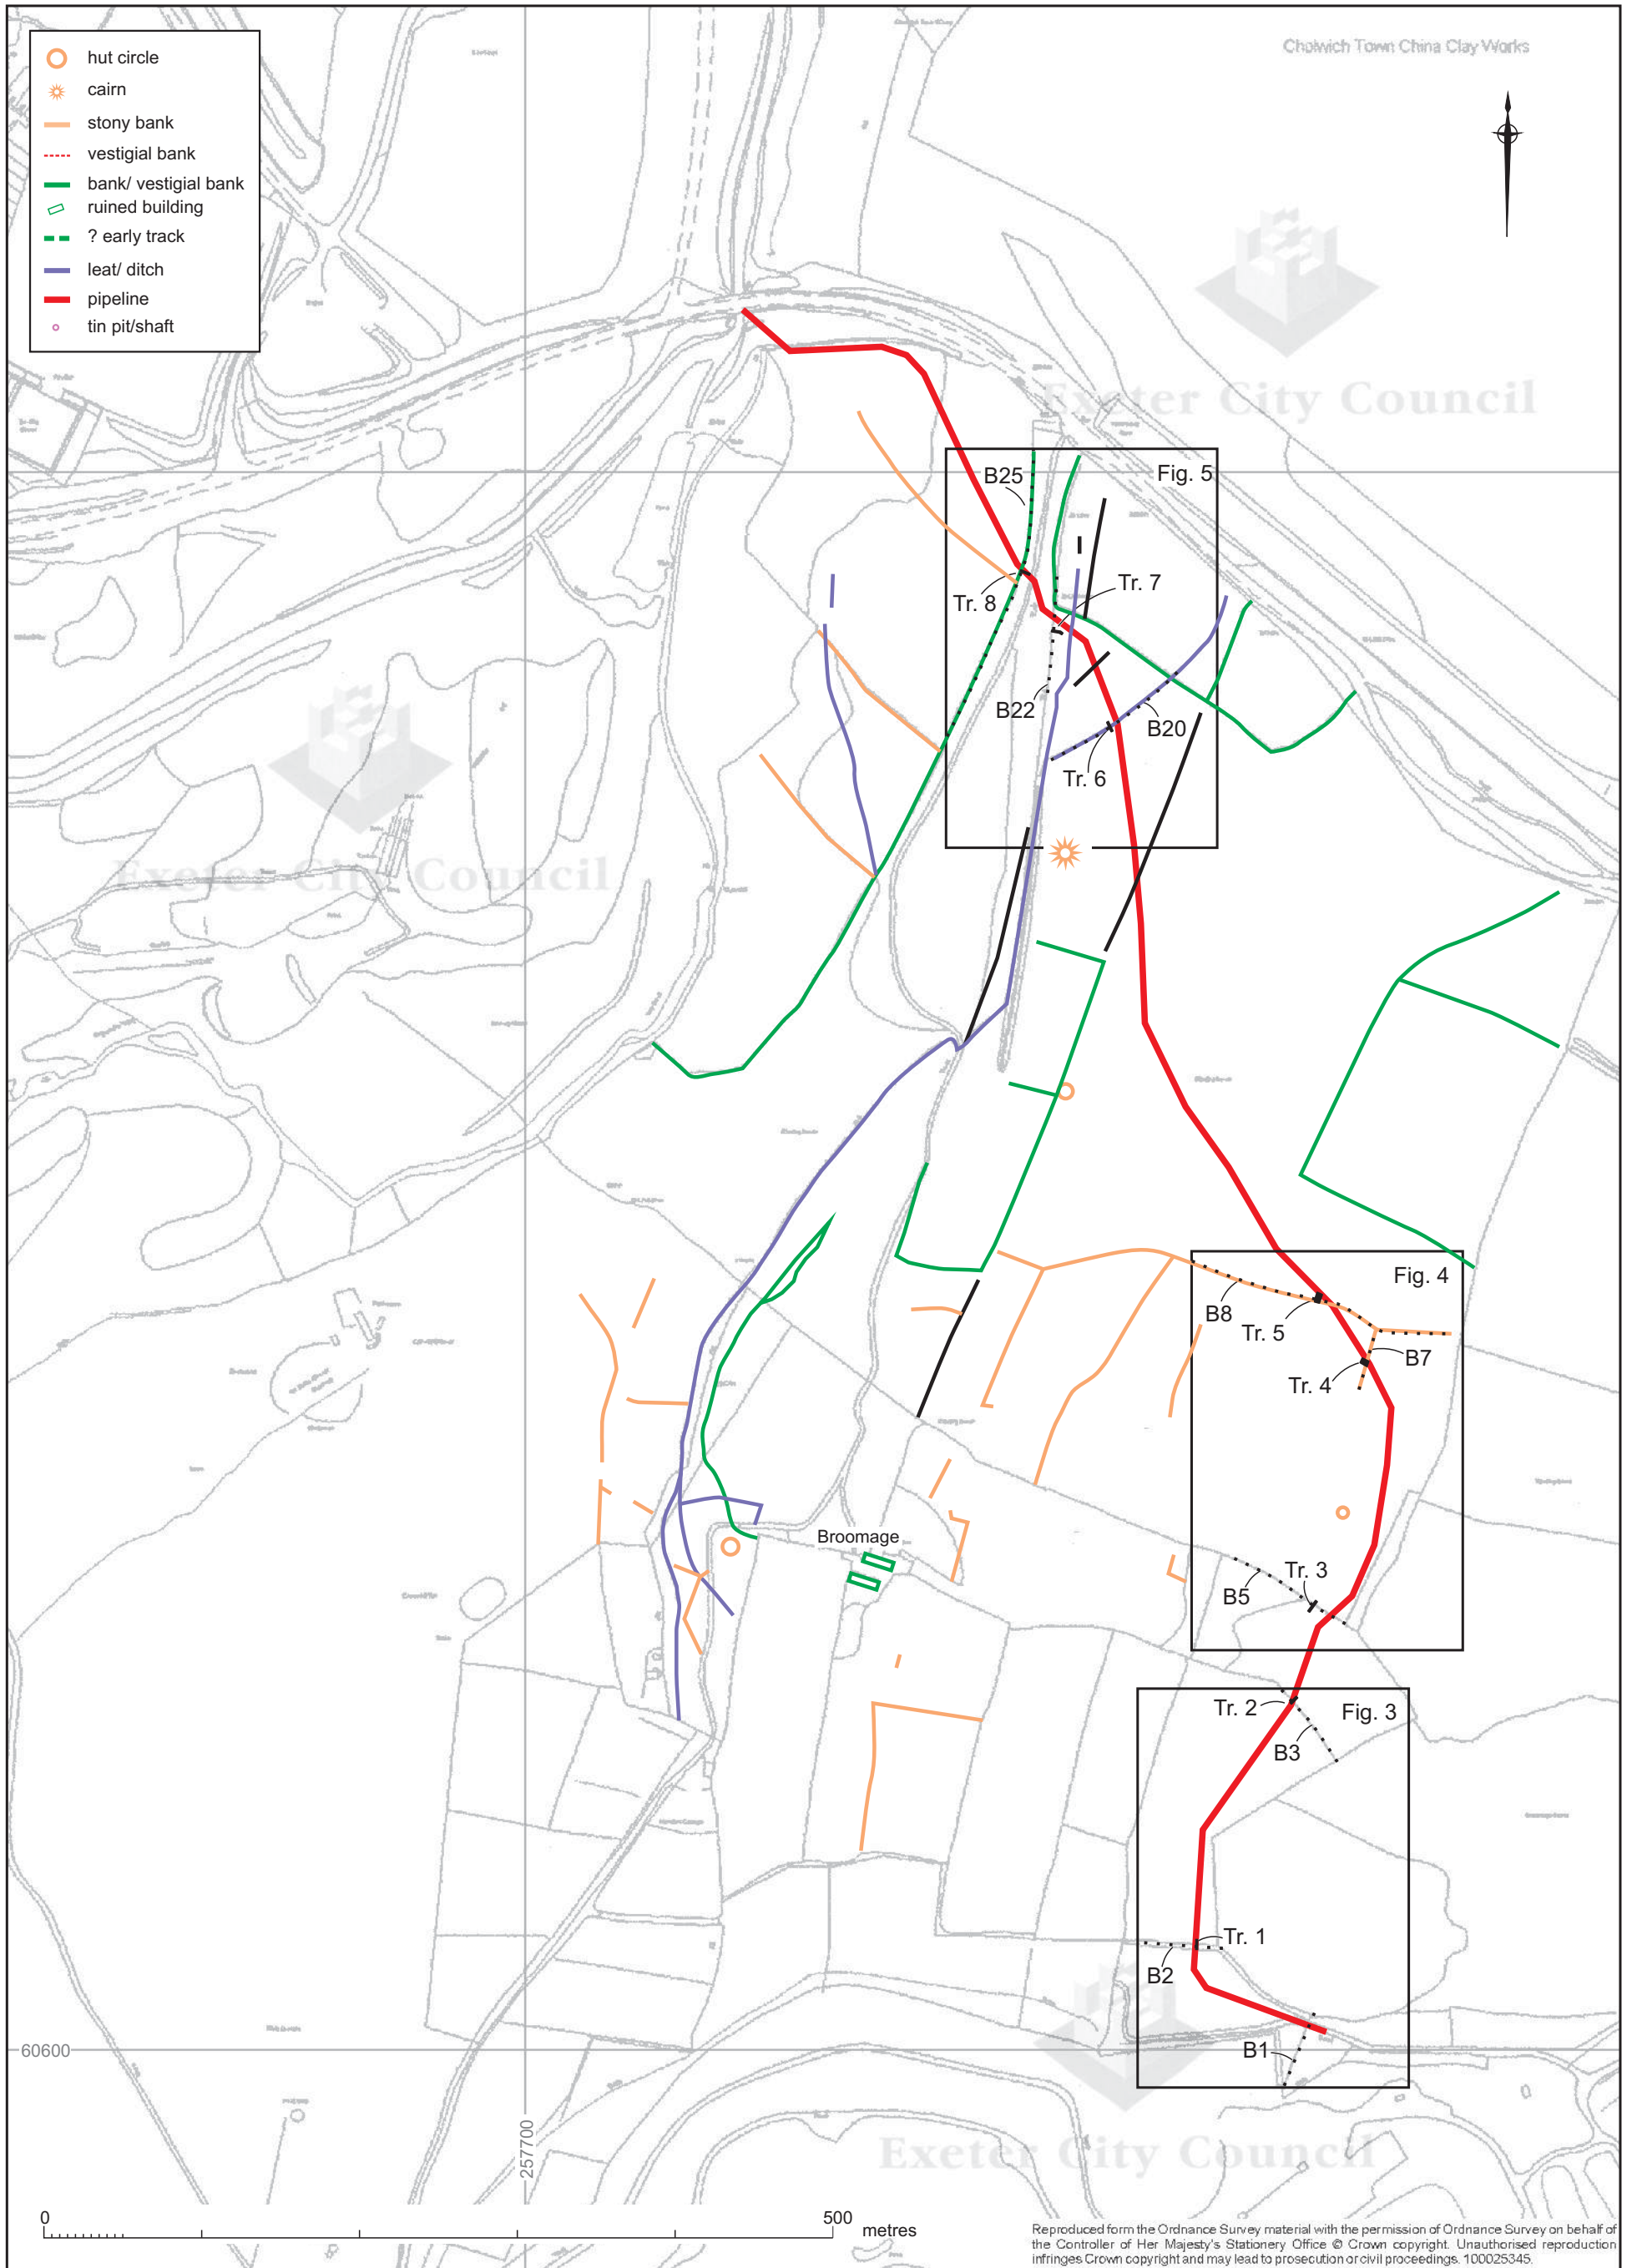 hut circle
cairn
stony bank
vestigial bank
bank/ vestigial bank
ruined building
? early track
leat/ ditch
pipeline
tin pit/shaft
Cholwich Town China Clay Works
Exeter City Council
Fig. 5
B25
Tr. 7
Tr. 8
B22
B20
Tr. 6
Exeter City Council
Fig. 4
B8
Tr. 5
B7
Tr. 4
Broomage
Tr. 3
B5
Tr. 2
Fig. 3
B3
Tr. 1
B2
60600
B1
257700
Exeter City Council
0
500
metres
Reproduced form the Ordnance Survey material with the permission of Ordnance Survey on behalf of
the Controller of Her Majesty's Stationery Office © Crown copyright. Unauthorised reproduction
infringes Crown copyright and may lead to prosecution or civil proceedings. 100025345.